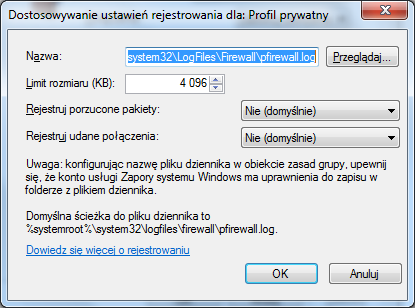 Dostosowywanie ustawień rejestrowania dla: Profil prywatny
Nazwa: system32\LogFiles\Firewall\pfirewall.log Przeglądaj...
Limit rozmiaru (KB): 4 096
Rejestruj porzucone pakiety: Nie (domyślnie)
Rejestruj udane połączenia: Nie (domyślnie)
Uwaga: konfigurując nazwę pliku dziennika w obiekcie zasad grupy, upewnij
się, że konto usługi Zapory systemu Windows ma uprawnienia do zapisu w
folderze z plikiem dziennika.
Domyślna ścieżka do pliku dziennika to
%systemroot%\system32\logfiles\firewall\pfirewall.log.
Dowiedz się więcej o rejestrowaniu
OK Anuluj